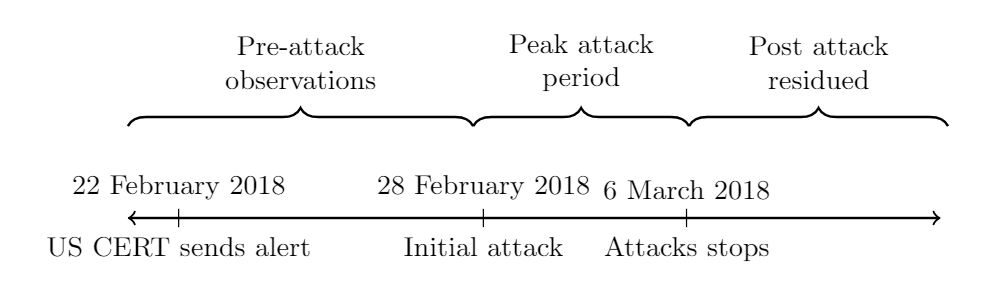 Pre-attack
observations
Peak attack
period
Post attack
residued
22 February 2018
28 February 2018
6 March 2018
US CERT sends alert
Initial attack
Attacks stops